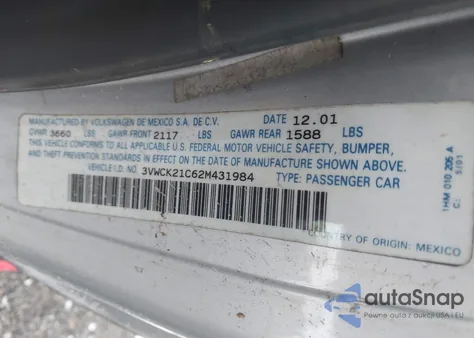 MANUFACTURED BY VOLKSWAGEN DE MEXICO S.A. DE C.V. DATE 12.01
GVWR 3660 LBS GAWR FRONT 2117 LBS GAWR REAR 1588 LBS
THIS VEHICLE CONFORMS TO ALL APPLICABLE U.S. FEDERAL MOTOR VEHICLE SAFETY, BUMPER,
AND THEFT PREVENTION STANDARDS IN EFFECT ON THE DATE OF MANUFACTURE SHOWN ABOVE.
VEHICLE I.D. № 3VWCK21C62M431984 TYPE: PASSENGER CAR
COUNTRY OF ORIGIN: MEXICO
1HM 010 205 A
autoSnap
Pewne auta / z aukcji USA i EU